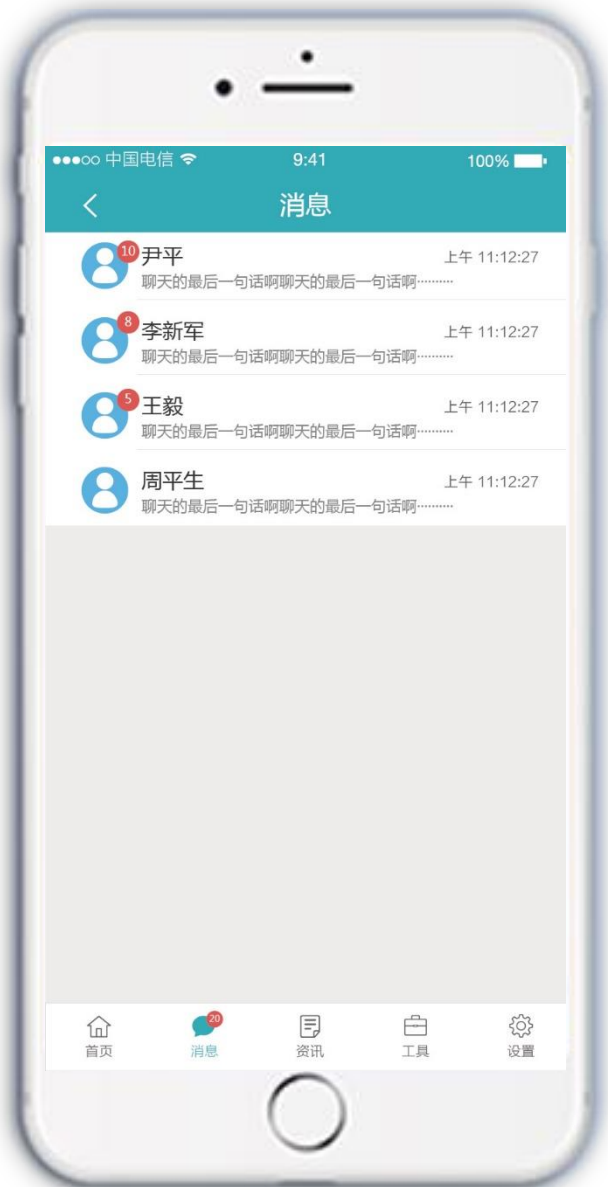 中国电信 9:41 100%
消息
10 尹平 上午 11:12:27
聊天的最后一句话啊聊天的最后一句话啊………
8 李新军 上午 11:12:27
聊天的最后一句话啊聊天的最后一句话啊………
5 王毅 上午 11:12:27
聊天的最后一句话啊聊天的最后一句话啊………
周平生 上午 11:12:27
聊天的最后一句话啊聊天的最后一句话啊………
20
首页 消息 资讯 工具 设置